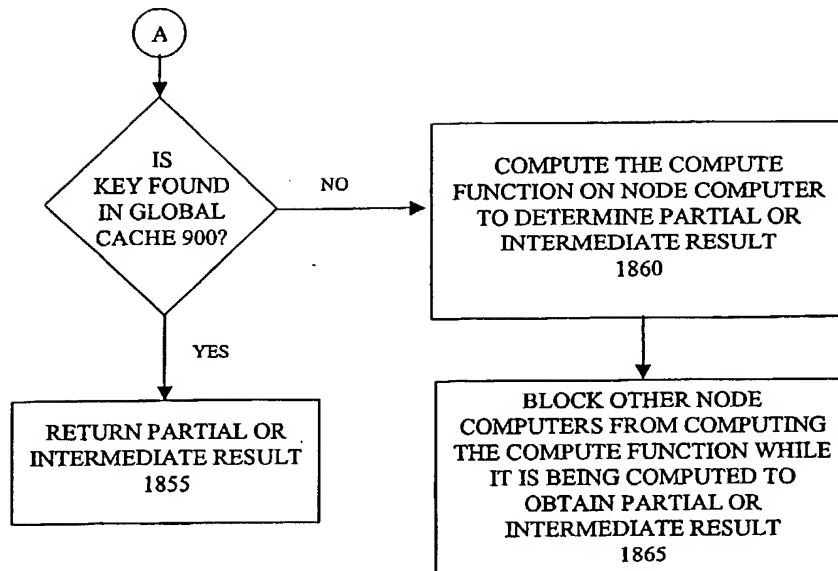 A
IS
KEY FOUND
IN GLOBAL
CACHE 900?
NO
COMPUTE THE COMPUTE
FUNCTION ON NODE COMPUTER
TO DETERMINE PARTIAL OR
INTERMEDIATE RESULT
1860
YES
RETURN PARTIAL OR
INTERMEDIATE RESULT
1855
BLOCK OTHER NODE
COMPUTERS FROM COMPUTING
THE COMPUTE FUNCTION WHILE
IT IS BEING COMPUTED TO
OBTAIN PARTIAL OR
INTERMEDIATE RESULT
1865